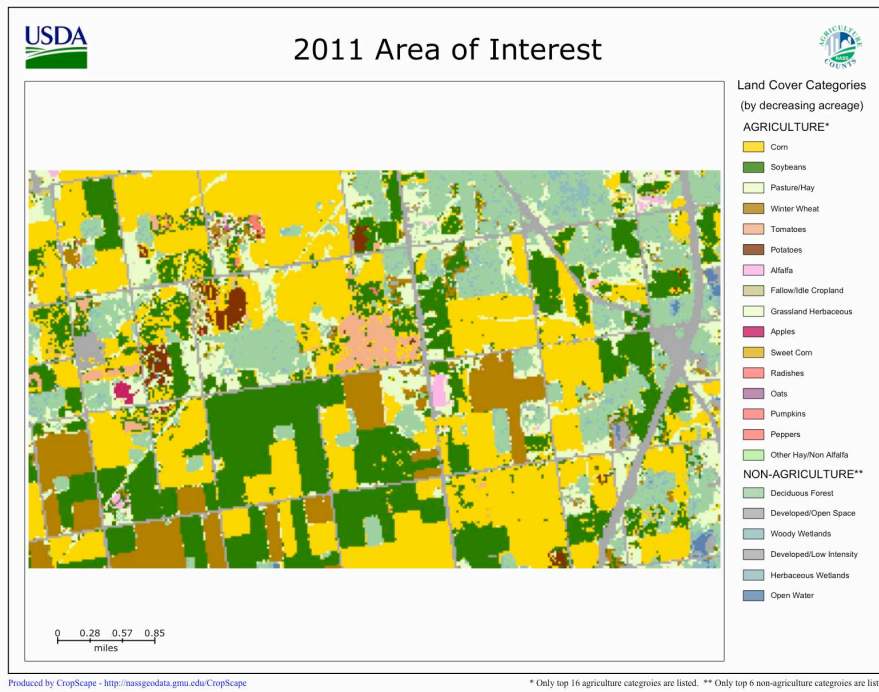 USDA
2011 Area of Interest
AGRICULTURE
COUNTS
NASS
Land Cover Categories
(by decreasing acreage)
AGRICULTURE*
Corn
Soybeans
Pasture/Hay
Winter Wheat
Tomatoes
Potatoes
Alfalfa
Fallow/Idle Cropland
Grassland Herbaceous
Apples
Sweet Corn
Radishes
Oats
Pumpkins
Peppers
Other Hay/Non Alfalfa
NON-AGRICULTURE**
Deciduous Forest
Developed/Open Space
Woody Wetlands
Developed/Low Intensity
Herbaceous Wetlands
Open Water
0 0.28 0.57 0.85
miles
Produced by CropScape - http://nassgeodata.gmu.edu/CropScape
* Only top 16 agriculture categroies are listed. ** Only top 6 non-agriculture categroies are list